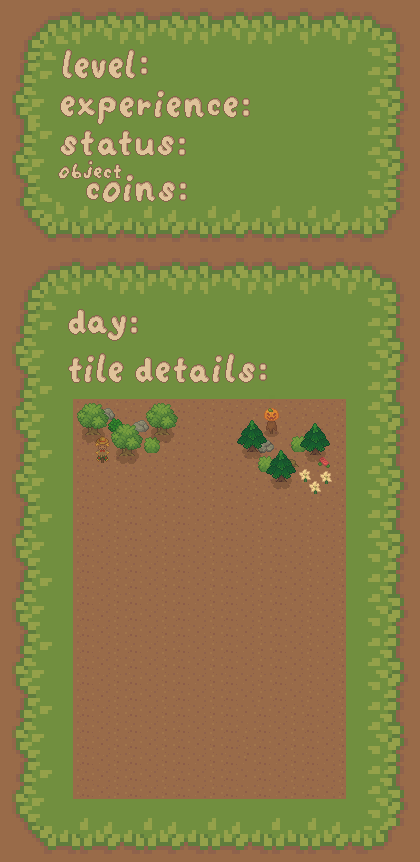 level:
experience:
status:
object
coins:
day:
tile details: